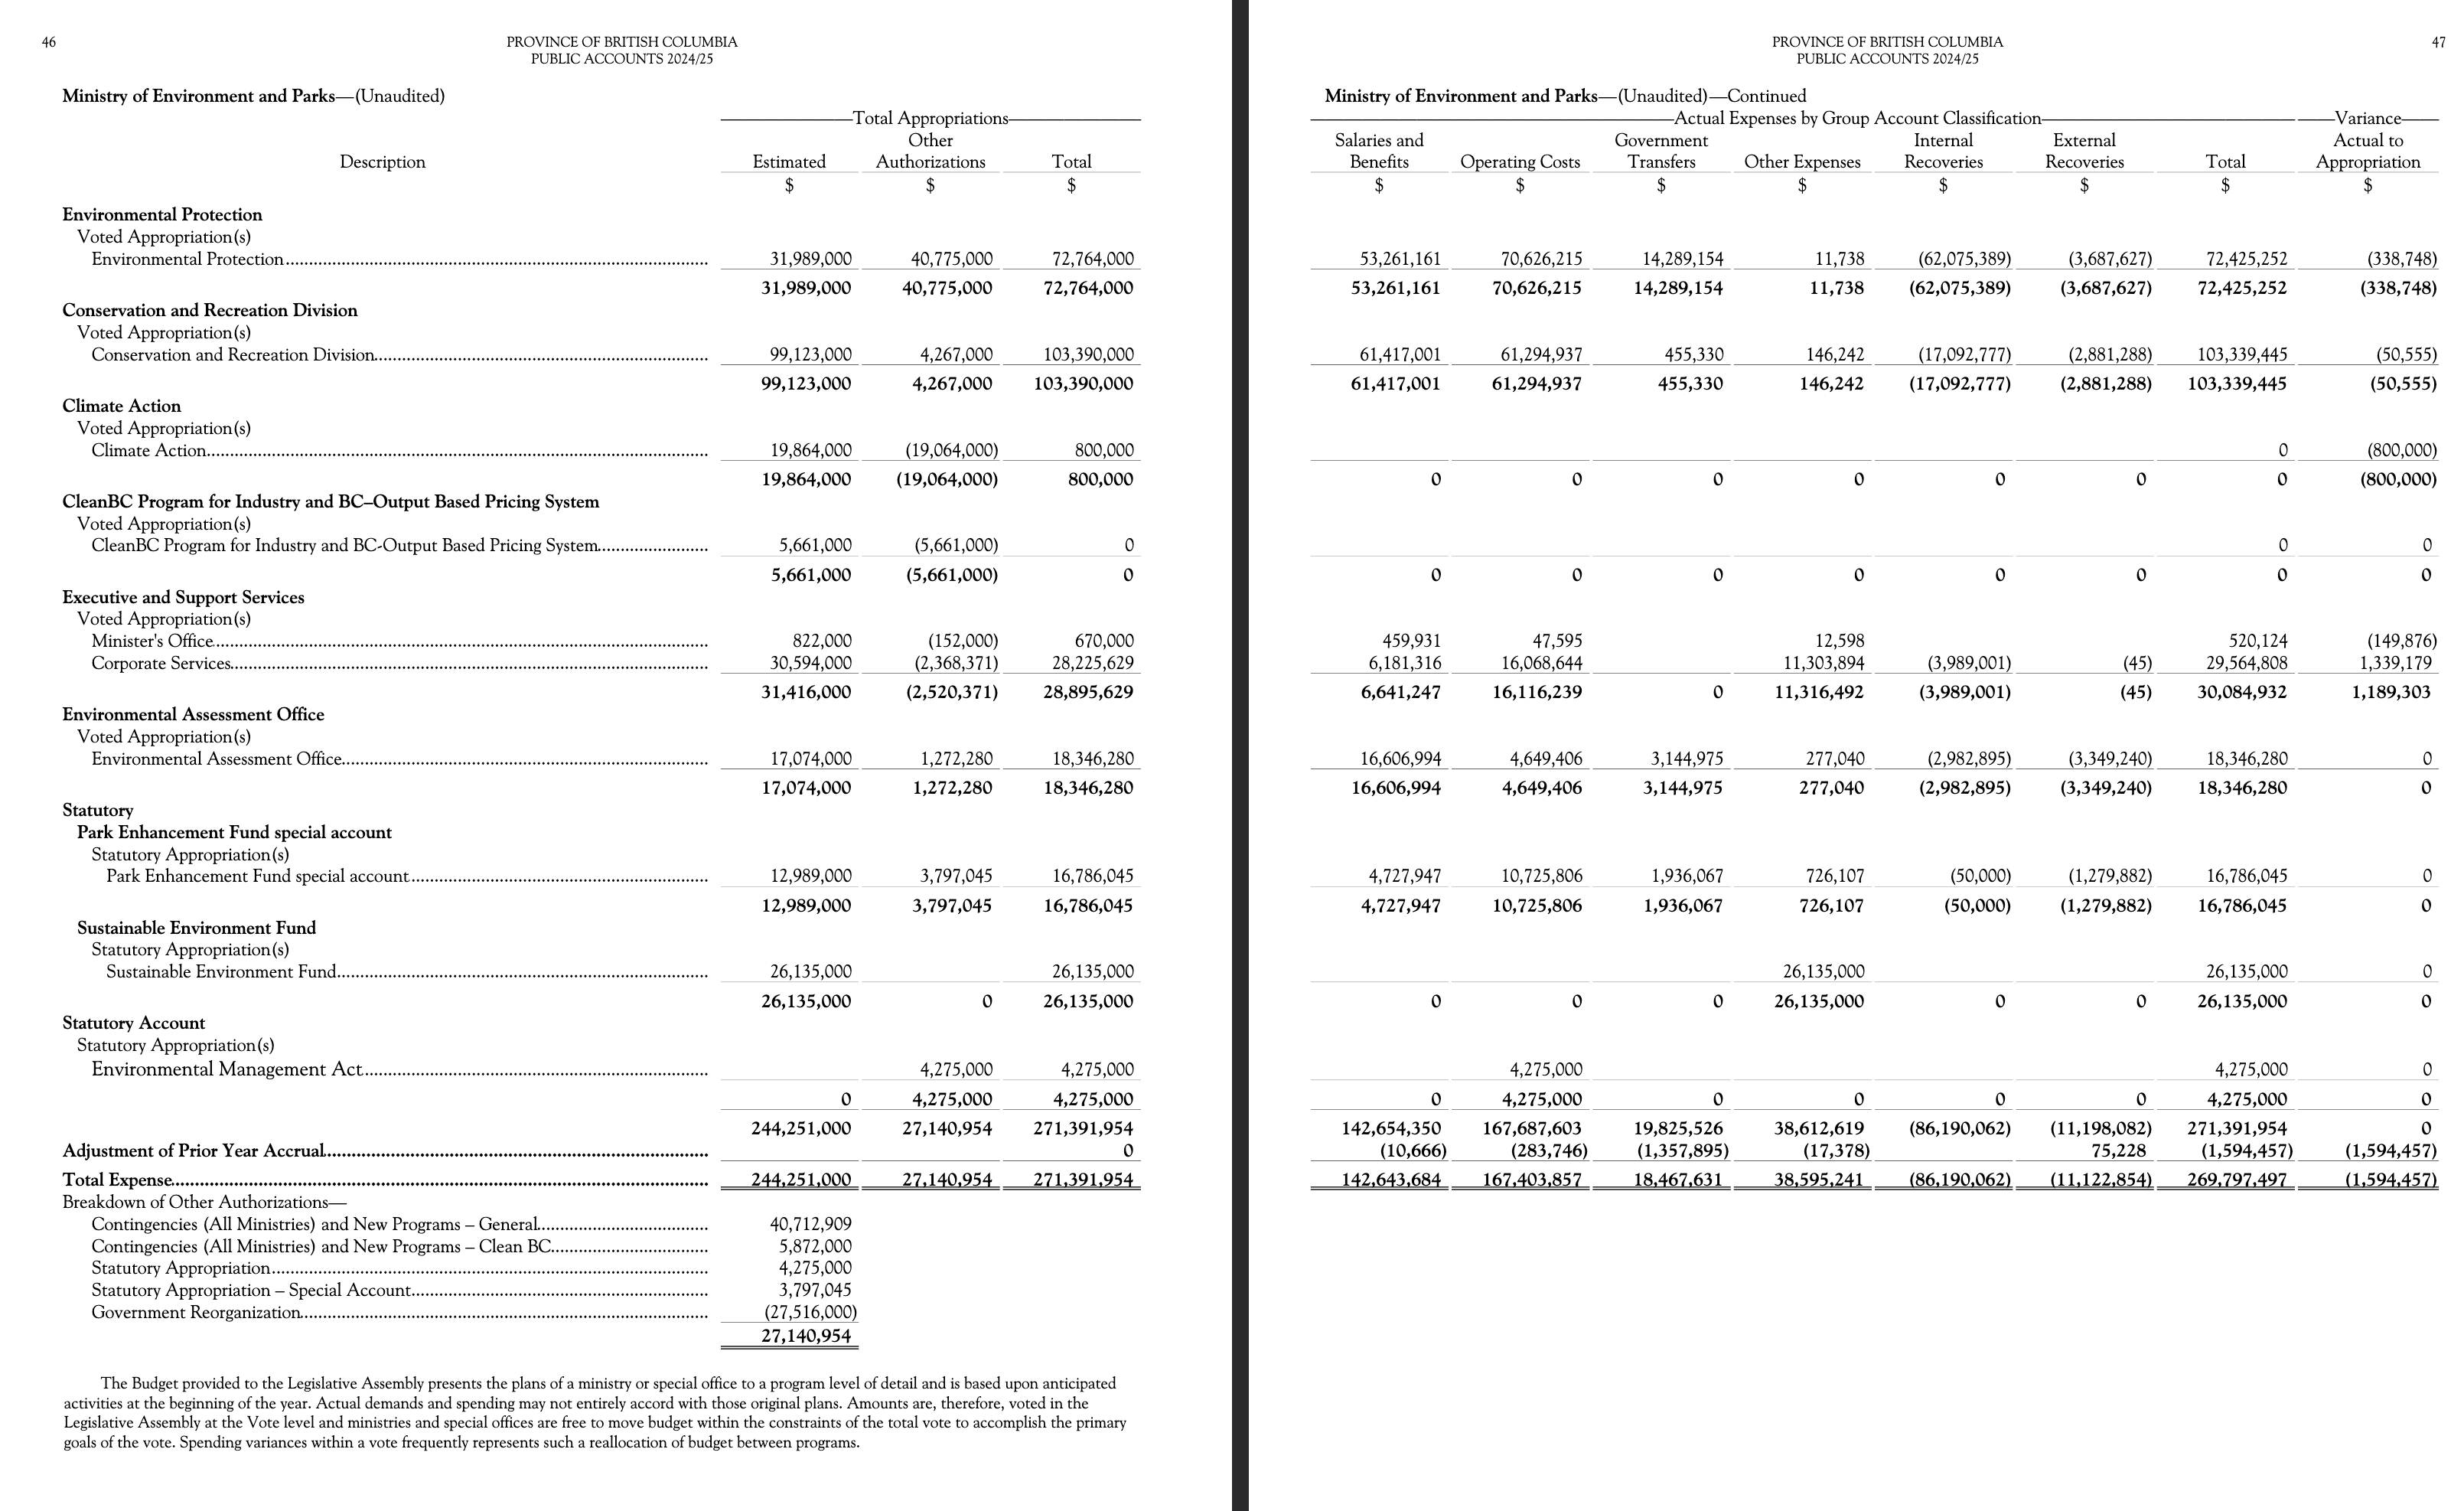 46
PROVINCE OF BRITISH COLUMBIA
PUBLIC ACCOUNTS 2024/25
Ministry of Environment and Parks—(Unaudited)
Total Appropriations
Other
Description Estimated Authorizations Total
$ $ $
Environmental Protection
Voted Appropriation(s)
Environmental Protection 31,989,000 40,775,000 72,764,000
31,989,000 40,775,000 72,764,000
Conservation and Recreation Division
Voted Appropriation(s)
Conservation and Recreation Division 99,123,000 4,267,000 103,390,000
99,123,000 4,267,000 103,390,000
Climate Action
Voted Appropriation(s)
Climate Action 19,864,000 (19,064,000) 800,000
19,864,000 (19,064,000) 800,000
CleanBC Program for Industry and BC–Output Based Pricing System
Voted Appropriation(s)
CleanBC Program for Industry and BC-Output Based Pricing System 5,661,000 (5,661,000) 0
5,661,000 (5,661,000) 0
Executive and Support Services
Voted Appropriation(s)
Minister's Office 822,000 (152,000) 670,000
Corporate Services 30,594,000 (2,368,371) 28,225,629
31,416,000 (2,520,371) 28,895,629
Environmental Assessment Office
Voted Appropriation(s)
Environmental Assessment Office 17,074,000 1,272,280 18,346,280
17,074,000 1,272,280 18,346,280
Statutory
Park Enhancement Fund special account
Statutory Appropriation(s)
Park Enhancement Fund special account 12,989,000 3,797,045 16,786,045
12,989,000 3,797,045 16,786,045
Sustainable Environment Fund
Statutory Appropriation(s)
Sustainable Environment Fund 26,135,000 26,135,000
26,135,000 0 26,135,000
Statutory Account
Statutory Appropriation(s)
Environmental Management Act 4,275,000 4,275,000
0 4,275,000 4,275,000
244,251,000 27,140,954 271,391,954
Adjustment of Prior Year Accrual 0
Total Expense 244,251,000 27,140,954 271,391,954
Breakdown of Other Authorizations—
Contingencies (All Ministries) and New Programs – General 40,712,909
Contingencies (All Ministries) and New Programs – Clean BC 5,872,000
Statutory Appropriation 4,275,000
Statutory Appropriation – Special Account 3,797,045
Government Reorganization (27,516,000)
27,140,954
The Budget provided to the Legislative Assembly presents the plans of a ministry or special office to a program level of detail and is based upon anticipated
activities at the beginning of the year. Actual demands and spending may not entirely accord with those original plans. Amounts are, therefore, voted in the
Legislative Assembly at the Vote level and ministries and special offices are free to move budget within the constraints of the total vote to accomplish the primary
goals of the vote. Spending variances within a vote frequently represents such a reallocation of budget between programs.
PROVINCE OF BRITISH COLUMBIA
PUBLIC ACCOUNTS 2024/25
47
Ministry of Environment and Parks—(Unaudited)—Continued
Actual Expenses by Group Account Classification Variance
Salaries and Government Internal External Actual to
Benefits Operating Costs Transfers Other Expenses Recoveries Recoveries Total Appropriation
$ $ $ $ $ $ $ $
53,261,161 70,626,215 14,289,154 11,738 (62,075,389) (3,687,627) 72,425,252 (338,748)
53,261,161 70,626,215 14,289,154 11,738 (62,075,389) (3,687,627) 72,425,252 (338,748)
61,417,001 61,294,937 455,330 146,242 (17,092,777) (2,881,288) 103,339,445 (50,555)
61,417,001 61,294,937 455,330 146,242 (17,092,777) (2,881,288) 103,339,445 (50,555)
0 (800,000)
0 0 0 0 0 0 0 (800,000)
0 0
0 0 0 0 0 0 0 0
459,931 47,595 12,598 520,124 (149,876)
6,181,316 16,068,644 11,303,894 (3,989,001) (45) 29,564,808 1,339,179
6,641,247 16,116,239 0 11,316,492 (3,989,001) (45) 30,084,932 1,189,303
16,606,994 4,649,406 3,144,975 277,040 (2,982,895) (3,349,240) 18,346,280 0
16,606,994 4,649,406 3,144,975 277,040 (2,982,895) (3,349,240) 18,346,280 0
4,727,947 10,725,806 1,936,067 726,107 (50,000) (1,279,882) 16,786,045 0
4,727,947 10,725,806 1,936,067 726,107 (50,000) (1,279,882) 16,786,045 0
26,135,000 26,135,000 0
0 0 0 26,135,000 0 0 26,135,000 0
4,275,000 4,275,000 0
0 4,275,000 0 0 0 0 4,275,000 0
142,654,350 167,687,603 19,825,526 38,612,619 (86,190,062) (11,198,082) 271,391,954 0
(10,666) (283,746) (1,357,895) (17,378) 75,228 (1,594,457) (1,594,457)
142,643,684 167,403,857 18,467,631 38,595,241 (86,190,062) (11,122,854) 269,797,497 (1,594,457)